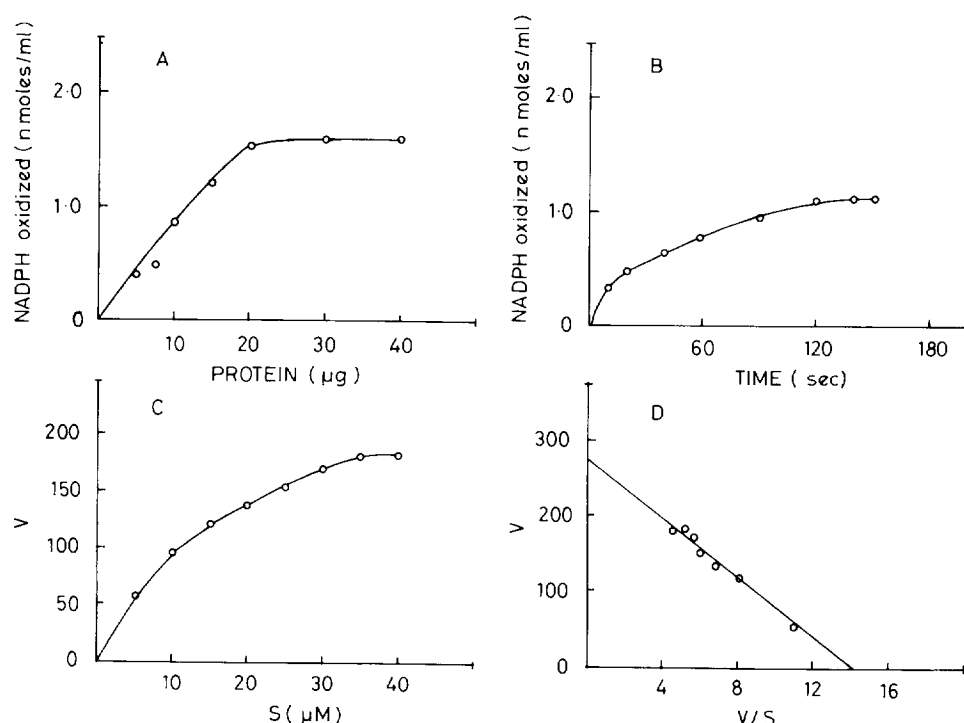 A
NADPH oxidized (n moles/ml)
2·0
1·0
0
10 20 30 40
PROTEIN (µg)
B
NADPH oxidized (n moles/ml)
2·0
1·0
0
60 120 180
TIME ( sec)
C
V
200
150
100
50
0
10 20 30 40
S(µM)
D
V
300
200
100
0
4 8 12 16
V/S